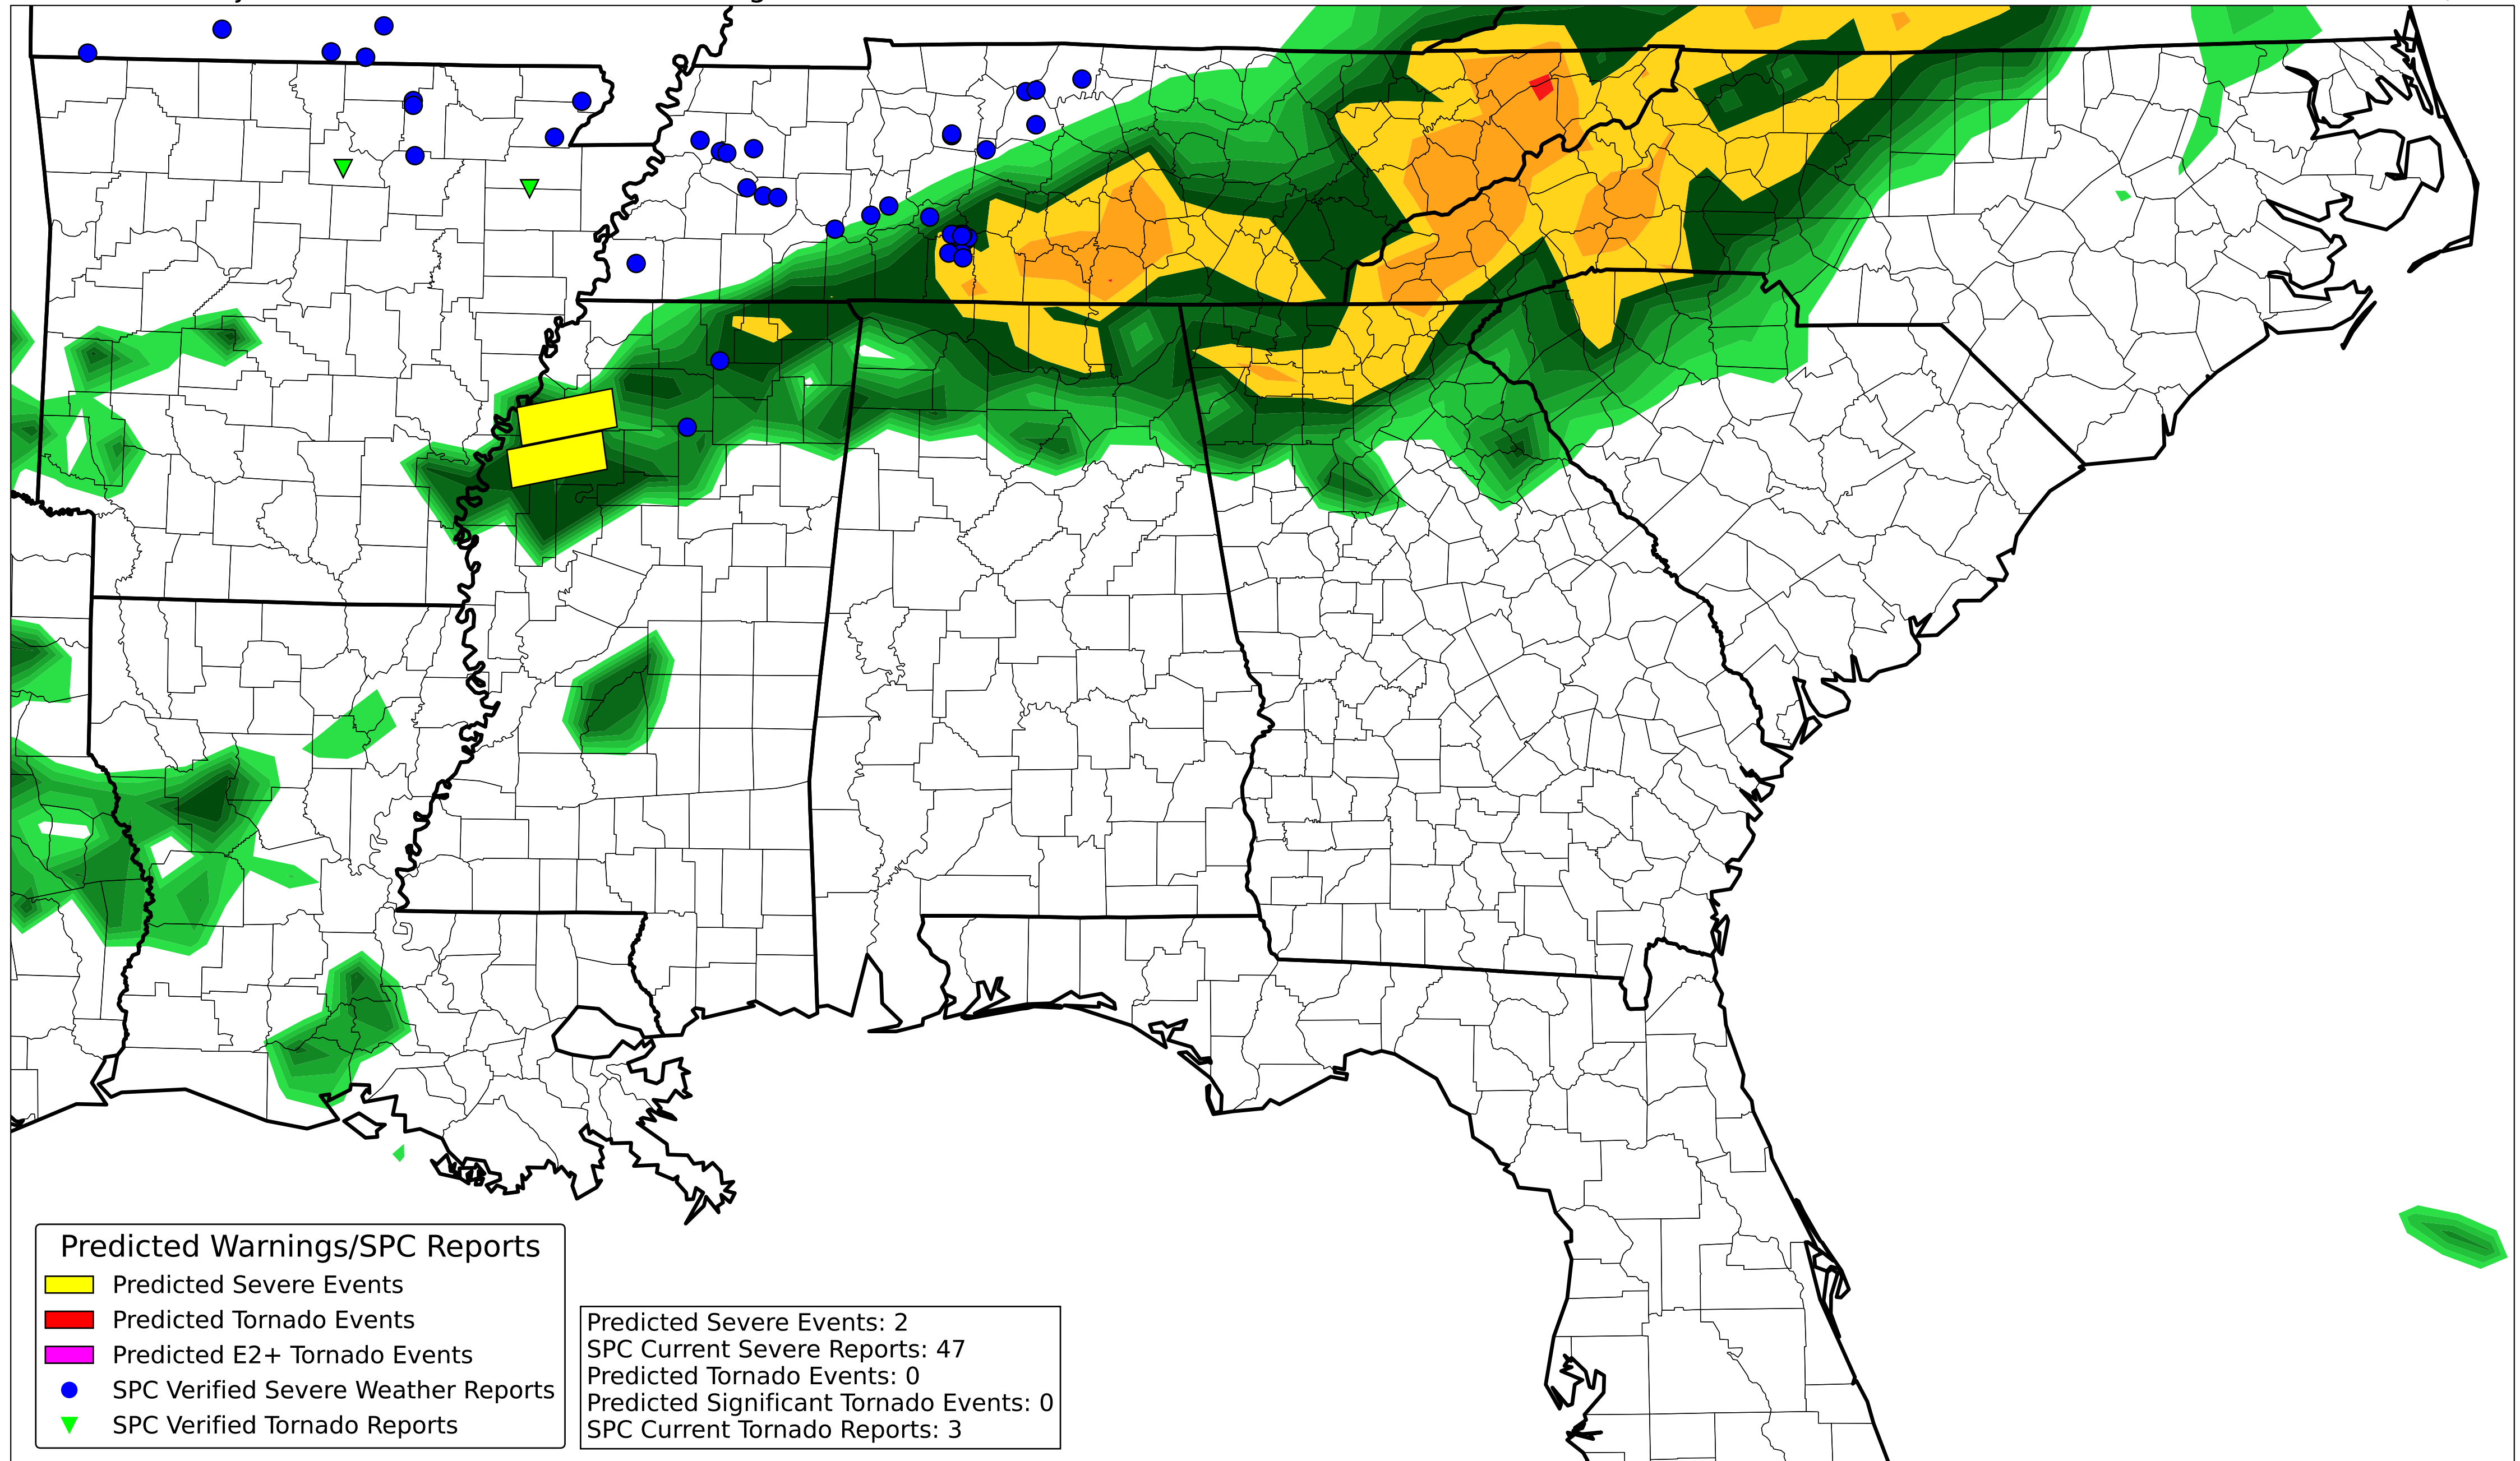 Predicted Warnings/SPC Reports
Predicted Severe Events
Predicted Tornado Events
Predicted E2+ Tornado Events
SPC Verified Severe Weather Reports
SPC Verified Tornado Reports
Predicted Severe Events: 2
SPC Current Severe Reports: 47
Predicted Tornado Events: 0
Predicted Significant Tornado Events: 0
SPC Current Tornado Reports: 3